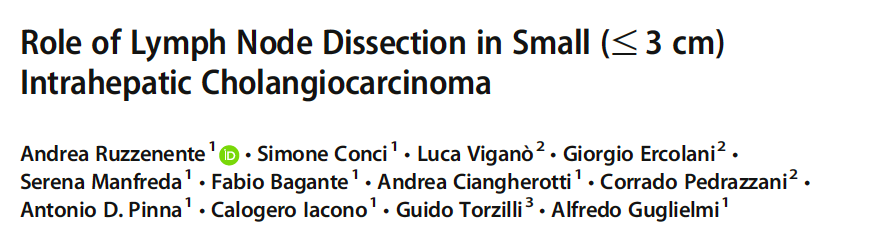 Role of Lymph Node Dissection in Small (≤ 3 cm)
Intrahepatic Cholangiocarcinoma
Andrea Ruzzenente 1 iD · Simone Conci 1 · Luca Viganò 2 · Giorgio Ercolani 2 ·
Serena Manfreda 1 · Fabio Bagante 1 · Andrea Ciangherotti 1 · Corrado Pedrazzani 2 ·
Antonio D. Pinna 1 · Calogero Iacono 1 · Guido Torzilli 3 · Alfredo Guglielmi 1